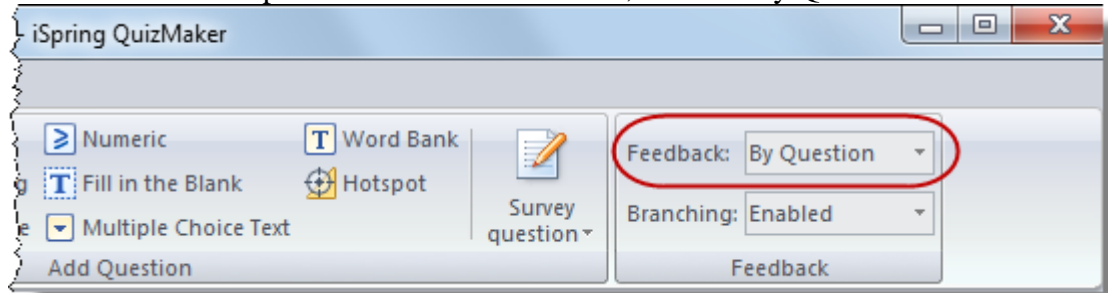 iSpring QuizMaker
Numeric
Word Bank
Fill in the Blank
Hotspot
Multiple Choice Text
Survey
question
Add Question
Feedback: By Question
Branching: Enabled
Feedback